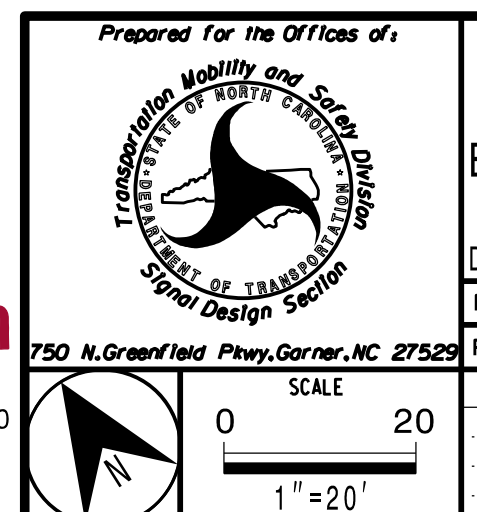 Prepared for the Offices of:
Transportation Mobility and Safety Division
STATE OF NORTH CAROLINA
DEPARTMENT OF TRANSPORTATION
Signal Design Section
750 N.Greenfield Pkwy,Garner,NC 27529
SCALE
0 20
N
1"=20'